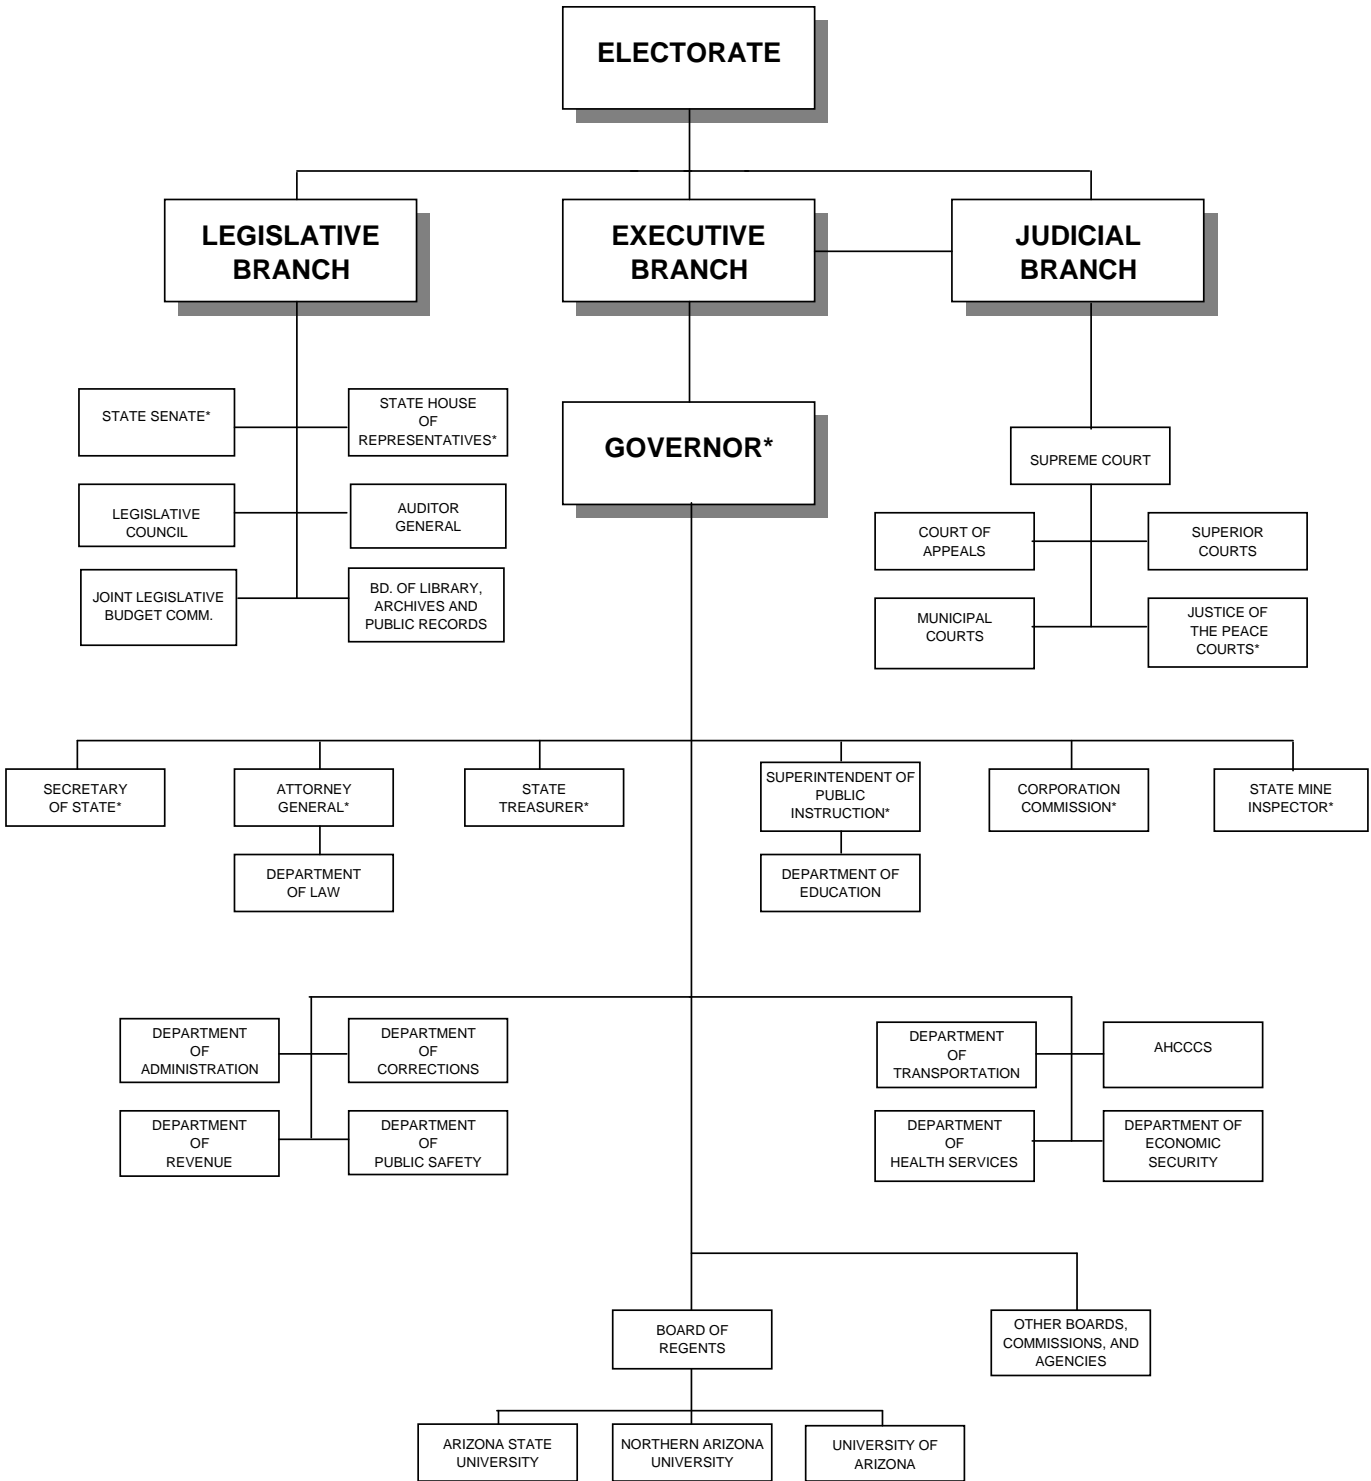 ELECTORATE
LEGISLATIVE
BRANCH
EXECUTIVE
BRANCH
JUDICIAL
BRANCH
STATE SENATE*
STATE HOUSE
OF
REPRESENTATIVES*
GOVERNOR*
SUPREME COURT
LEGISLATIVE
COUNCIL
AUDITOR
GENERAL
COURT OF
APPEALS
SUPERIOR
COURTS
JOINT LEGISLATIVE
BUDGET COMM.
BD. OF LIBRARY,
ARCHIVES AND
PUBLIC RECORDS
MUNICIPAL
COURTS
JUSTICE OF
THE PEACE
COURTS*
SECRETARY
OF STATE*
ATTORNEY
GENERAL*
STATE
TREASURER*
SUPERINTENDENT OF
PUBLIC
INSTRUCTION*
CORPORATION
COMMISSION*
STATE MINE
INSPECTOR*
DEPARTMENT
OF LAW
DEPARTMENT OF
EDUCATION
DEPARTMENT
OF
ADMINISTRATION
DEPARTMENT
OF
CORRECTIONS
DEPARTMENT
OF
TRANSPORTATION
AHCCCS
DEPARTMENT
OF
REVENUE
DEPARTMENT
OF
PUBLIC SAFETY
DEPARTMENT
OF
HEALTH SERVICES
DEPARTMENT OF
ECONOMIC
SECURITY
BOARD OF
REGENTS
OTHER BOARDS,
COMMISSIONS, AND
AGENCIES
ARIZONA STATE
UNIVERSITY
NORTHERN ARIZONA
UNIVERSITY
UNIVERSITY OF
ARIZONA